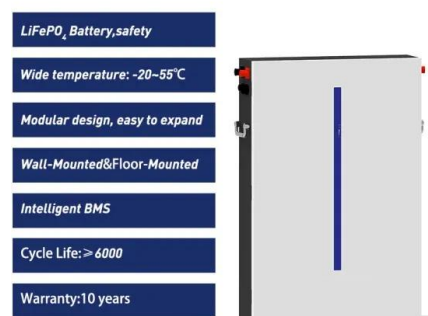 LiFePO₄ Battery,safety
Wide temperature: -20~55℃
Modular design, easy to expand
Wall-Mounted&Floor-Mounted
Intelligent BMS
Cycle Life:≥6000
Warranty:10 years